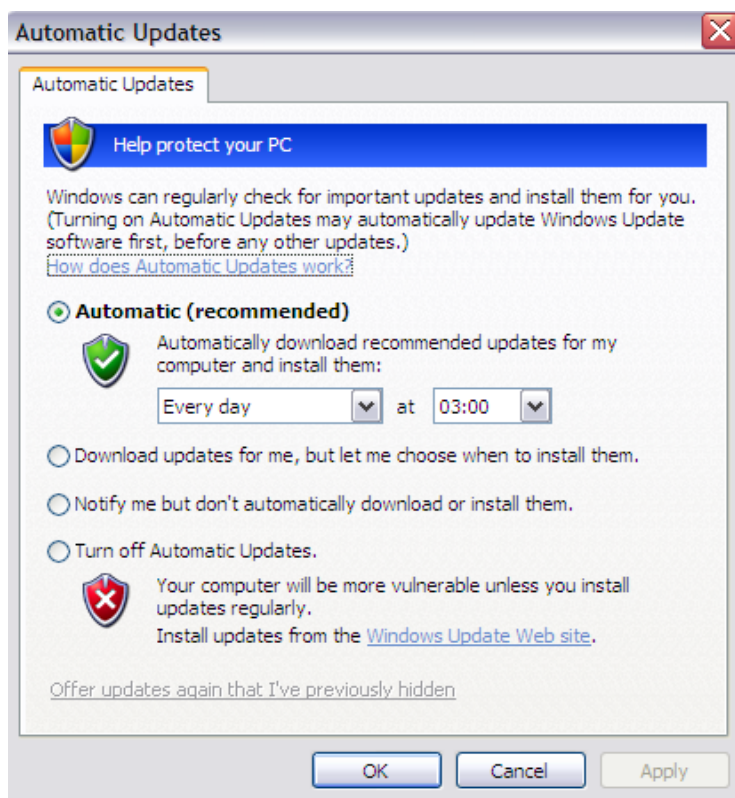 Automatic Updates
Automatic Updates
Help protect your PC
Windows can regularly check for important updates and install them for you.
(Turning on Automatic Updates may automatically update Windows Update
software first, before any other updates.)
How does Automatic Updates work?
Automatic (recommended)
Automatically download recommended updates for my
computer and install them:
Every day at 03:00
Download updates for me, but let me choose when to install them.
Notify me but don't automatically download or install them.
Turn off Automatic Updates.
Your computer will be more vulnerable unless you install
updates regularly.
Install updates from the Windows Update Web site.
Offer updates again that I've previously hidden
OK Cancel Apply